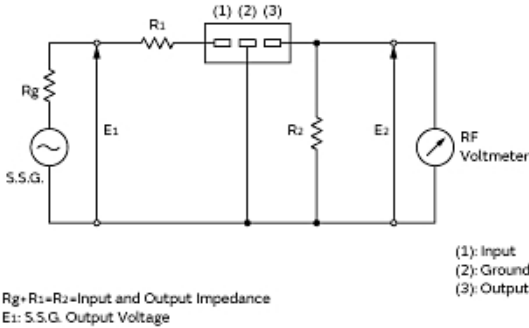 (1) (2) (3)
R1
Rg
E1
R2
E2
RF
Voltmeter
S.S.G.
(1): Input
(2): Ground
(3): Output
Rg+R1=R2=Input and Output Impedance
E1: S.S.G. Output Voltage